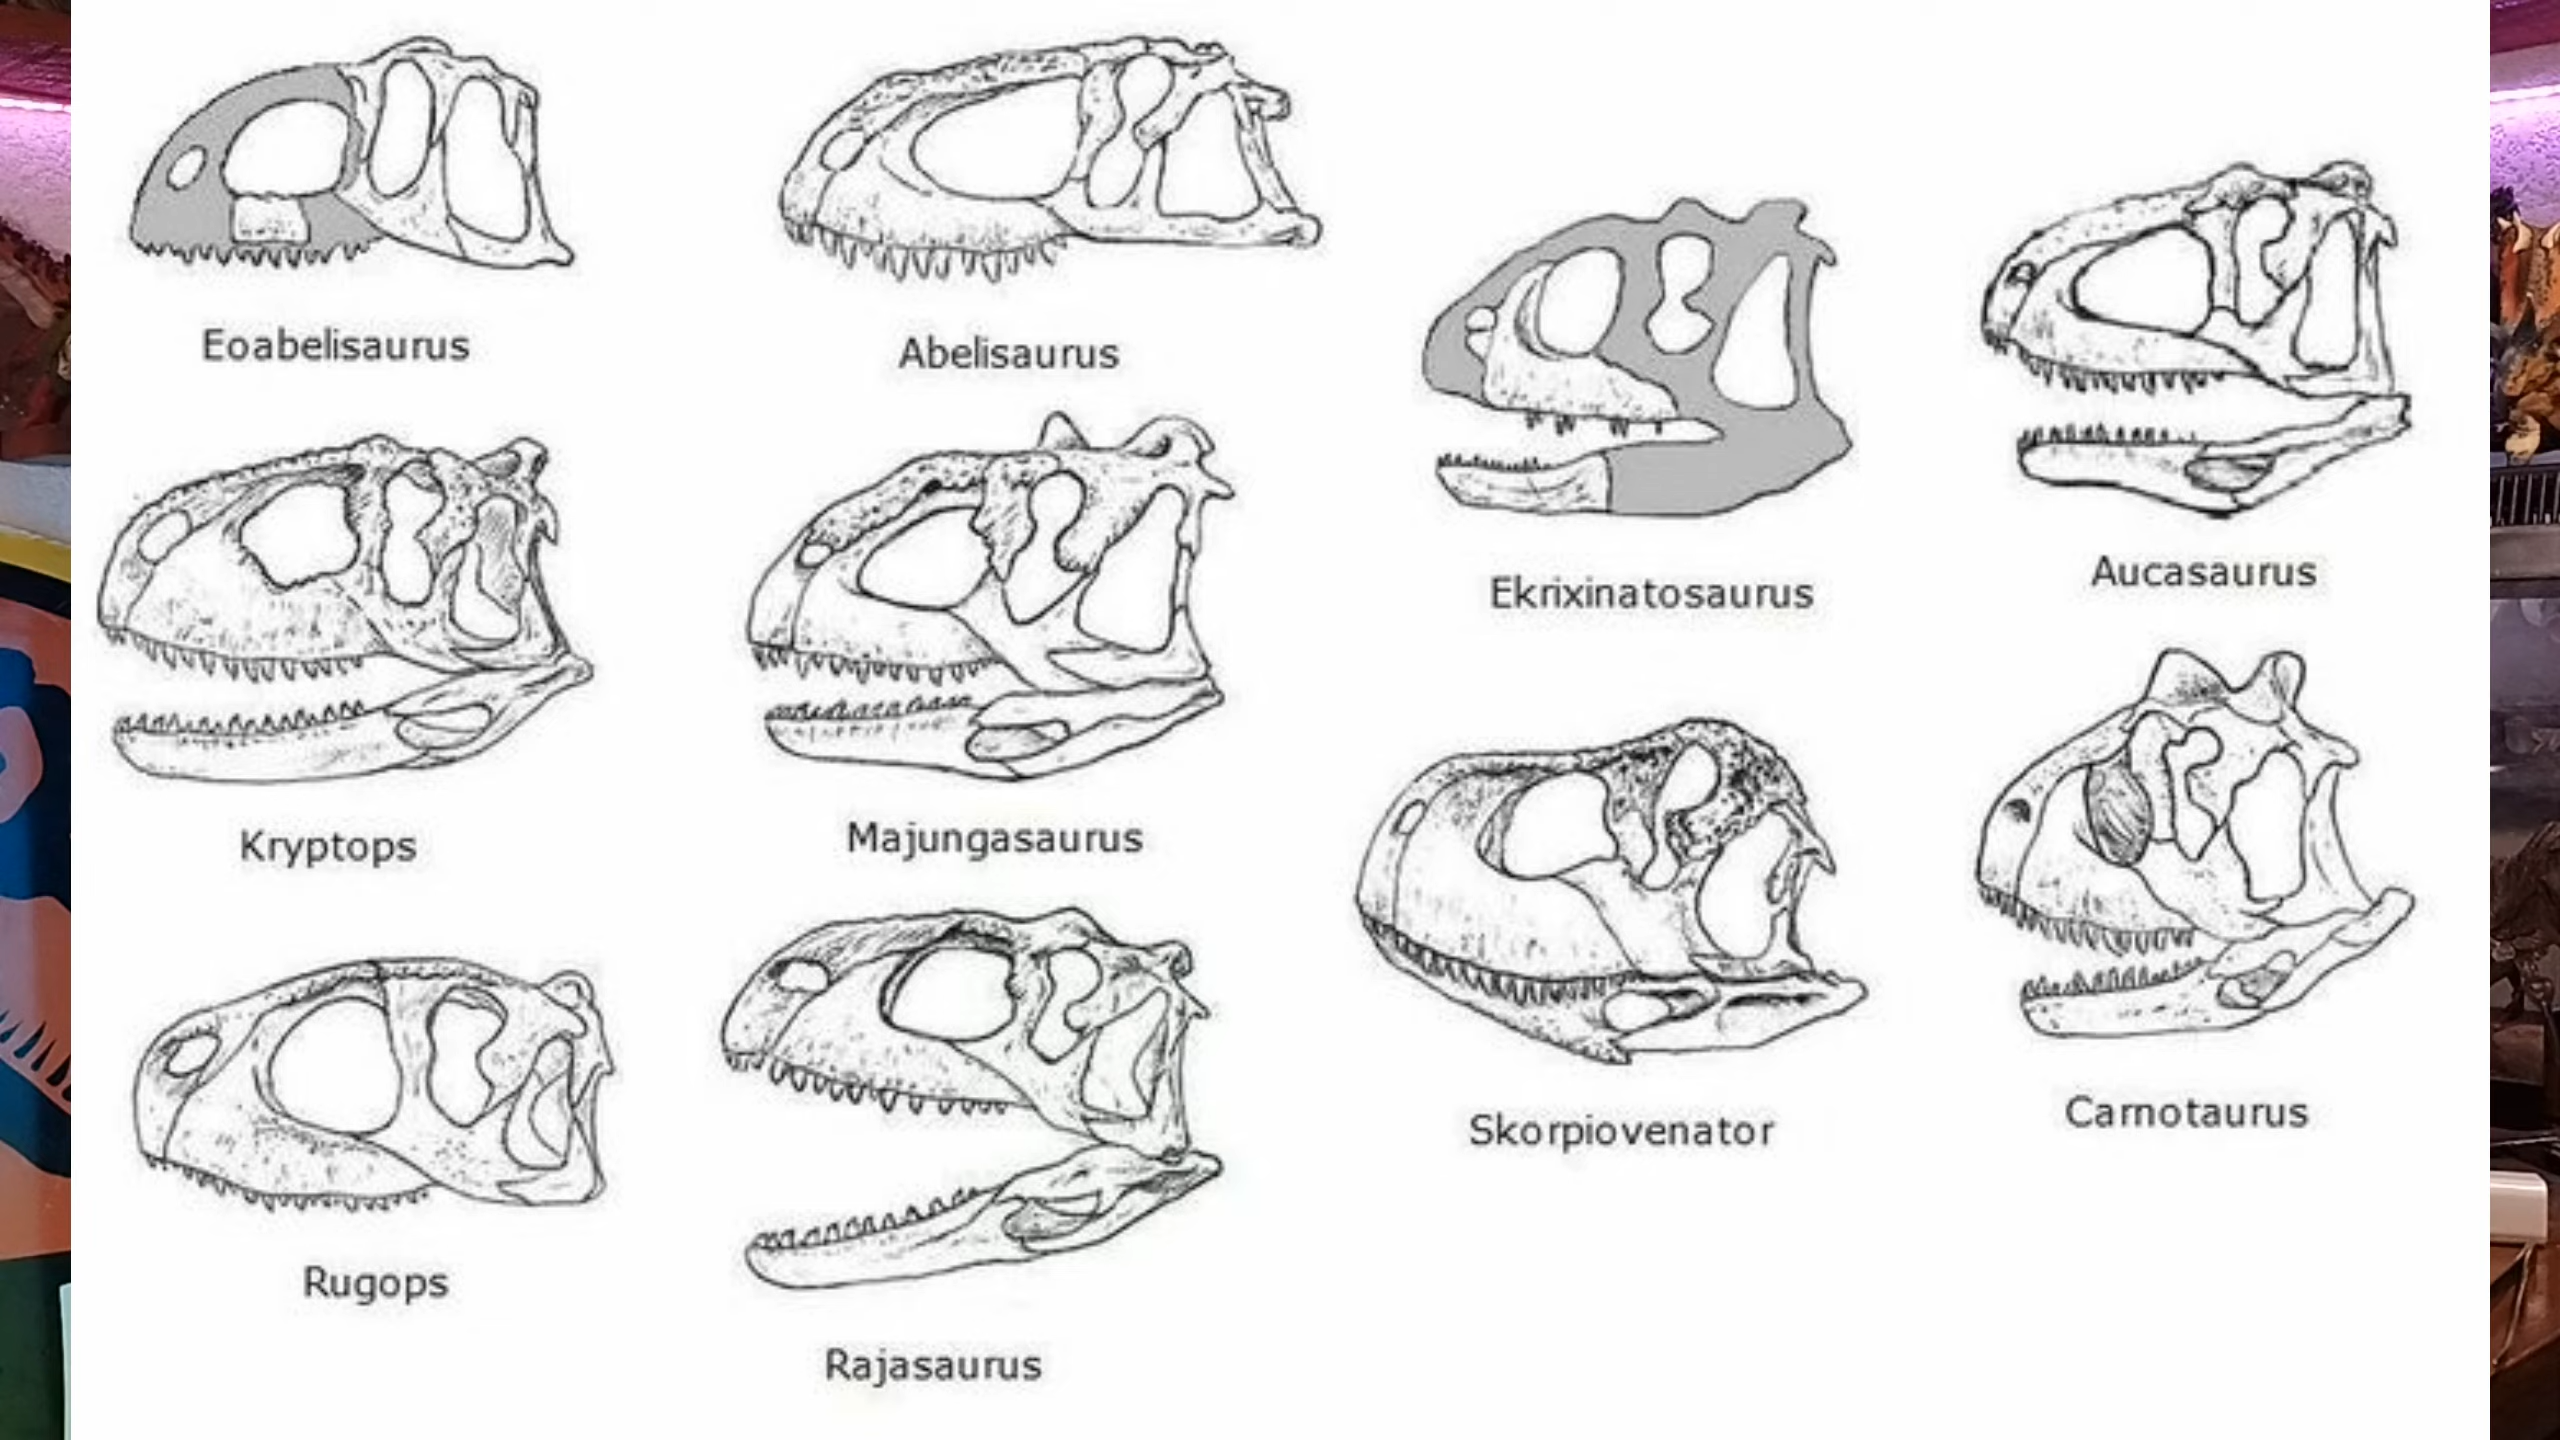 Eoabelisaurus
Abelisaurus
Ekrixinatosaurus
Aucasaurus
Kryptops
Majungasaurus
Skorpiovenator
Carnotaurus
Rugops
Rajasaurus